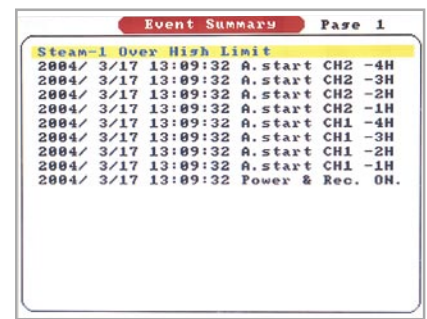 Event Summary Page 1
Steam-1 Over High Limit
2004/ 3/17 13:09:32 A.start CH2 -4H
2004/ 3/17 13:09:32 A.start CH2 -3H
2004/ 3/17 13:09:32 A.start CH2 -2H
2004/ 3/17 13:09:32 A.start CH2 -1H
2004/ 3/17 13:09:32 A.start CH1 -4H
2004/ 3/17 13:09:32 A.start CH1 -3H
2004/ 3/17 13:09:32 A.start CH1 -2H
2004/ 3/17 13:09:32 A.start CH1 -1H
2004/ 3/17 13:09:32 Power & Rec. ON.